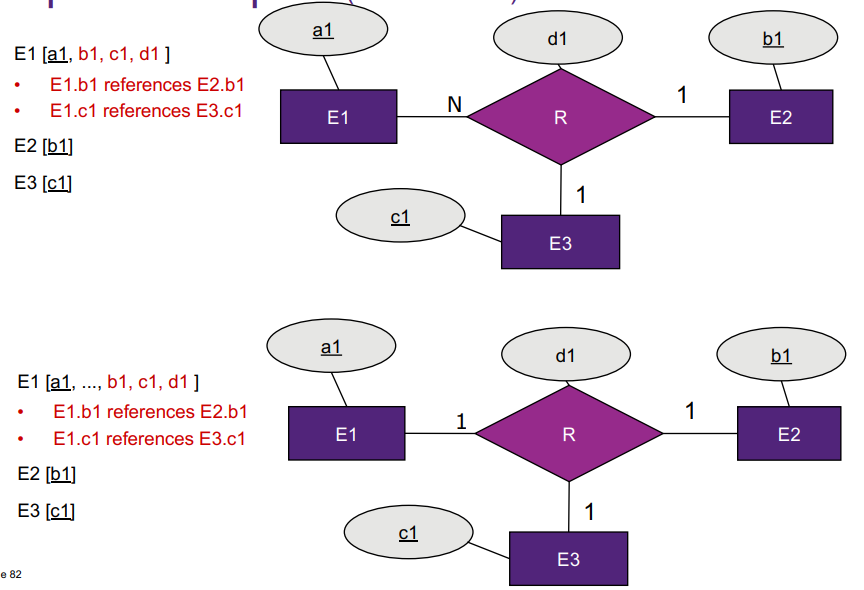 E1 [a1, b1, c1, d1 ]
• E1.b1 references E2.b1
• E1.c1 references E3.c1
E2 [b1]
E3 [c1]
a1
d1
b1
E1
N
R
1
E2
1
c1
E3
E1 [a1, ..., b1, c1, d1 ]
• E1.b1 references E2.b1
• E1.c1 references E3.c1
E2 [b1]
E3 [c1]
a1
d1
b1
E1
1
R
1
E2
1
c1
E3
e 82